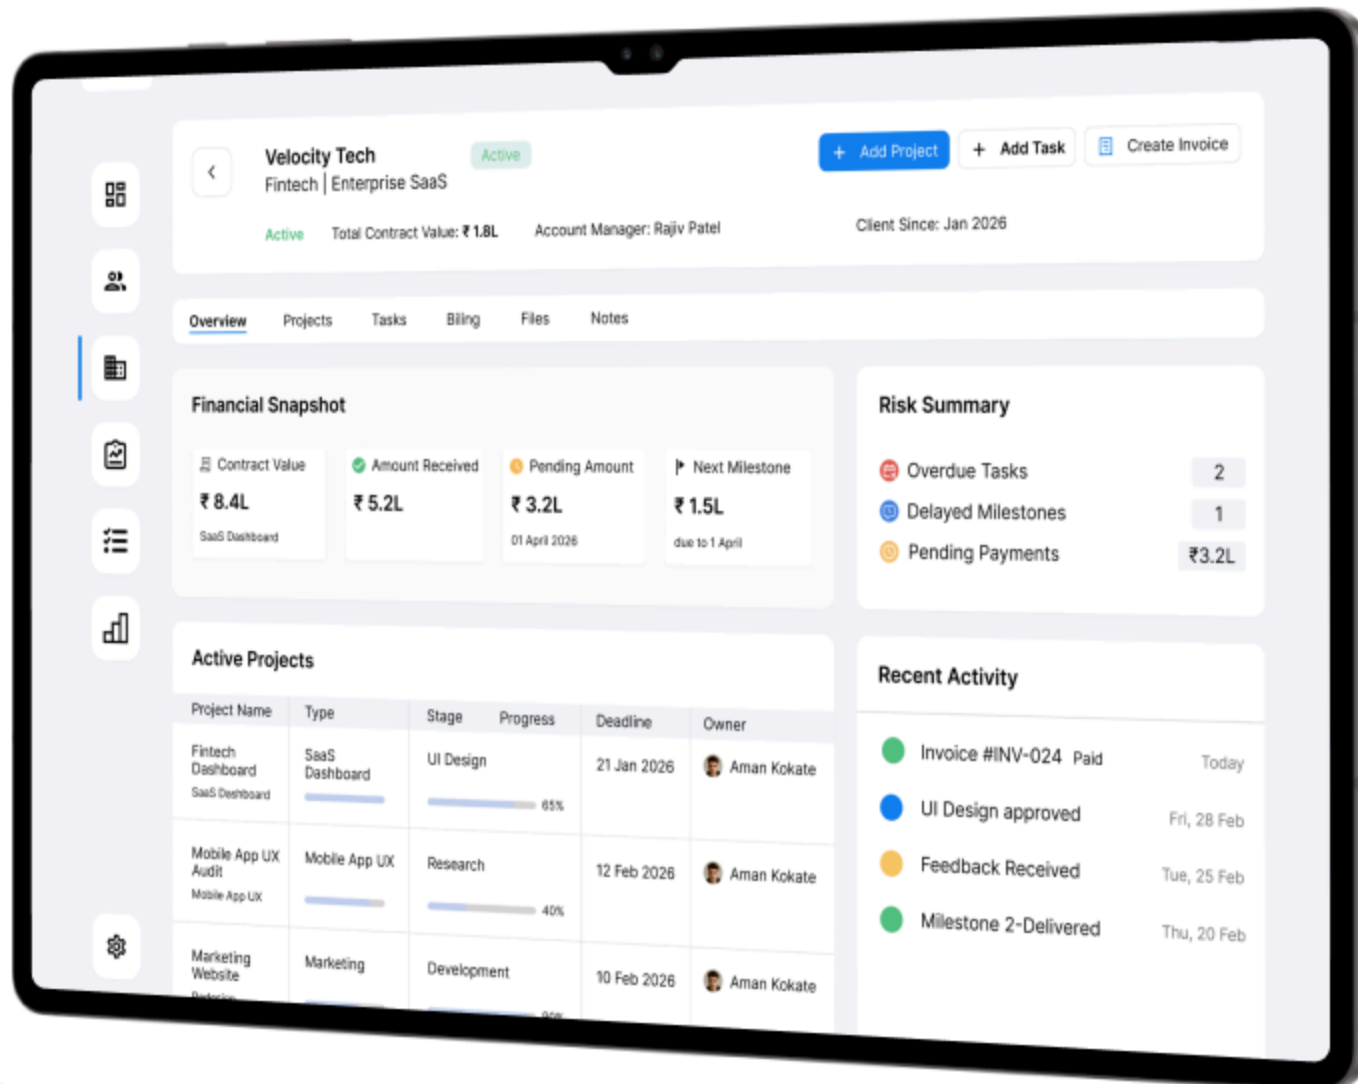 Velocity Tech
Active
Fintech | Enterprise SaaS
+ Add Project
+ Add Task
Create Invoice
Active
Total Contract Value: ₹ 1.8L
Account Manager: Rajiv Patel
Client Since: Jan 2026
Overview
Projects
Tasks
Biling
Files
Notes
Financial Snapshot
Contract Value
₹ 8.4L
SaaS Dashboard
Amount Received
₹ 5.2L
Pending Amount
₹ 3.2L
01 April 2026
Next Milestone
₹ 1.5L
due to 1 April
Risk Summary
Overdue Tasks 2
Delayed Milestones 1
Pending Payments ₹3.2L
Active Projects
Project Name
Type
Stage
Progress
Deadline
Owner
Fintech
Dashboard
SaaS Dashboard
SaaS
Dashboard
UI Design
65%
21 Jan 2026
Aman Kokate
Mobile App UX
Audit
Mobile App UX
Mobile App UX
Research
40%
12 Feb 2026
Aman Kokate
Marketing
Website
Redesign
Marketing
Development
90%
10 Feb 2026
Aman Kokate
Recent Activity
Invoice #INV-024 Paid
Today
UI Design approved
Fri, 28 Feb
Feedback Received
Tue, 25 Feb
Milestone 2-Delivered
Thu, 20 Feb